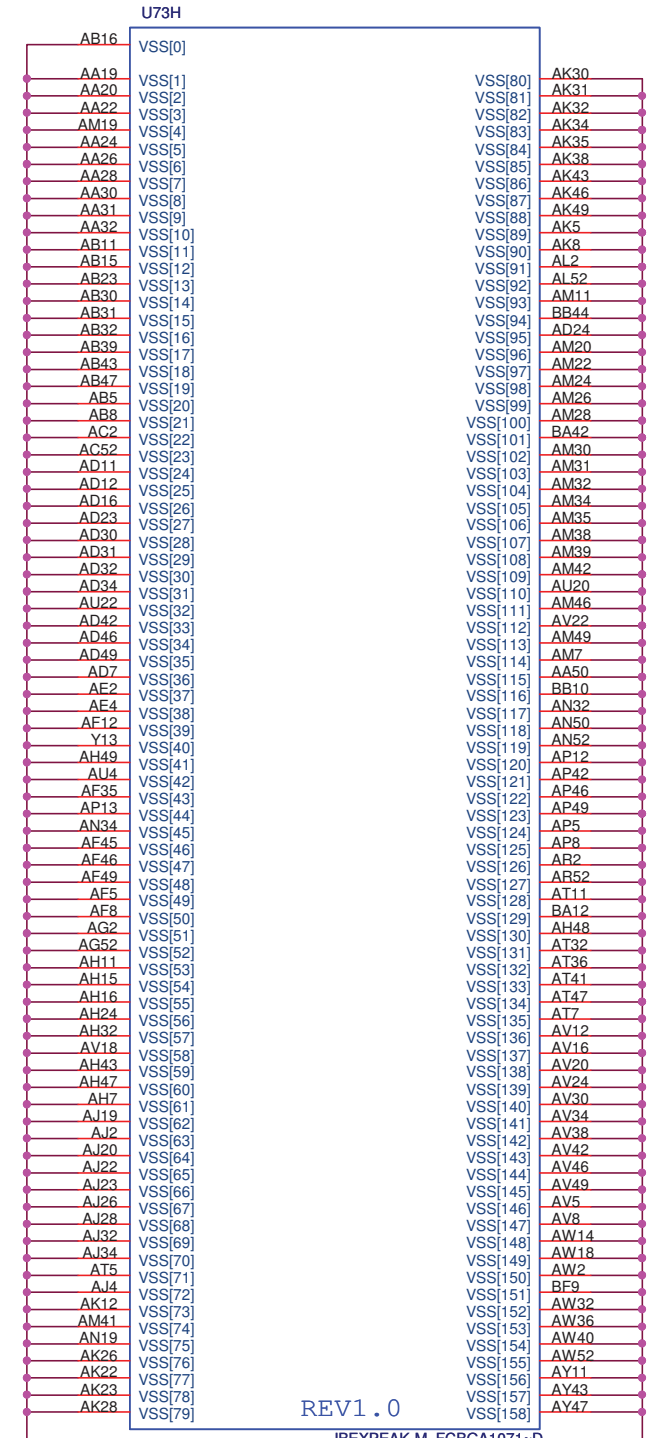 U73H
AB16 VSS[0]
AA19 VSS[1] VSS[80] AK30
AA20 VSS[2] VSS[81] AK31
AA22 VSS[3] VSS[82] AK32
AM19 VSS[4] VSS[83] AK34
AA24 VSS[5] VSS[84] AK35
AA26 VSS[6] VSS[85] AK38
AA28 VSS[7] VSS[86] AK43
AA30 VSS[8] VSS[87] AK46
AA31 VSS[9] VSS[88] AK49
AA32 VSS[10] VSS[89] AK5
AB11 VSS[11] VSS[90] AK8
AB15 VSS[12] VSS[91] AL2
AB23 VSS[13] VSS[92] AL52
AB30 VSS[14] VSS[93] AM11
AB31 VSS[15] VSS[94] BB44
AB32 VSS[16] VSS[95] AD24
AB39 VSS[17] VSS[96] AM20
AB43 VSS[18] VSS[97] AM22
AB47 VSS[19] VSS[98] AM24
AB5 VSS[20] VSS[99] AM26
AB8 VSS[21] VSS[100] AM28
AC2 VSS[22] VSS[101] BA42
AC52 VSS[23] VSS[102] AM30
AD11 VSS[24] VSS[103] AM31
AD12 VSS[25] VSS[104] AM32
AD16 VSS[26] VSS[105] AM34
AD23 VSS[27] VSS[106] AM35
AD30 VSS[28] VSS[107] AM38
AD31 VSS[29] VSS[108] AM39
AD32 VSS[30] VSS[109] AM42
AD34 VSS[31] VSS[110] AU20
AU22 VSS[32] VSS[111] AM46
AD42 VSS[33] VSS[112] AV22
AD46 VSS[34] VSS[113] AM49
AD49 VSS[35] VSS[114] AM7
AD7 VSS[36] VSS[115] AA50
AE2 VSS[37] VSS[116] BB10
AE4 VSS[38] VSS[117] AN32
AF12 VSS[39] VSS[118] AN50
Y13 VSS[40] VSS[119] AN52
AH49 VSS[41] VSS[120] AP12
AU4 VSS[42] VSS[121] AP42
AF35 VSS[43] VSS[122] AP46
AP13 VSS[44] VSS[123] AP49
AN34 VSS[45] VSS[124] AP5
AF45 VSS[46] VSS[125] AP8
AF46 VSS[47] VSS[126] AR2
AF49 VSS[48] VSS[127] AR52
AF5 VSS[49] VSS[128] AT11
AF8 VSS[50] VSS[129] BA12
AG2 VSS[51] VSS[130] AH48
AG52 VSS[52] VSS[131] AT32
AH11 VSS[53] VSS[132] AT36
AH15 VSS[54] VSS[133] AT41
AH16 VSS[55] VSS[134] AT47
AH24 VSS[56] VSS[135] AT7
AH32 VSS[57] VSS[136] AV12
AV18 VSS[58] VSS[137] AV16
AH43 VSS[59] VSS[138] AV20
AH47 VSS[60] VSS[139] AV24
AH7 VSS[61] VSS[140] AV30
AJ19 VSS[62] VSS[141] AV34
AJ2 VSS[63] VSS[142] AV38
AJ20 VSS[64] VSS[143] AV42
AJ22 VSS[65] VSS[144] AV46
AJ23 VSS[66] VSS[145] AV49
AJ26 VSS[67] VSS[146] AV5
AJ28 VSS[68] VSS[147] AV8
AJ32 VSS[69] VSS[148] AW14
AJ34 VSS[70] VSS[149] AW18
AT5 VSS[71] VSS[150] AW2
AJ4 VSS[72] VSS[151] BF9
AK12 VSS[73] VSS[152] AW32
AM41 VSS[74] VSS[153] AW36
AN19 VSS[75] VSS[154] AW40
AK26 VSS[76] VSS[155] AW52
AK22 VSS[77] VSS[156] AY11
AK23 VSS[78] VSS[157] AY43
AK28 VSS[79] VSS[158] AY47
REV1.0